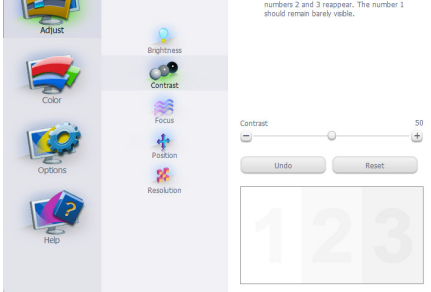 numbers 2 and 3 reappear. The number 1
should remain barely visible.
Adjust
Color
Options
Help
Brightness
Contrast
Focus
Position
Resolution
Contrast 50
Undo Reset
1 2 3